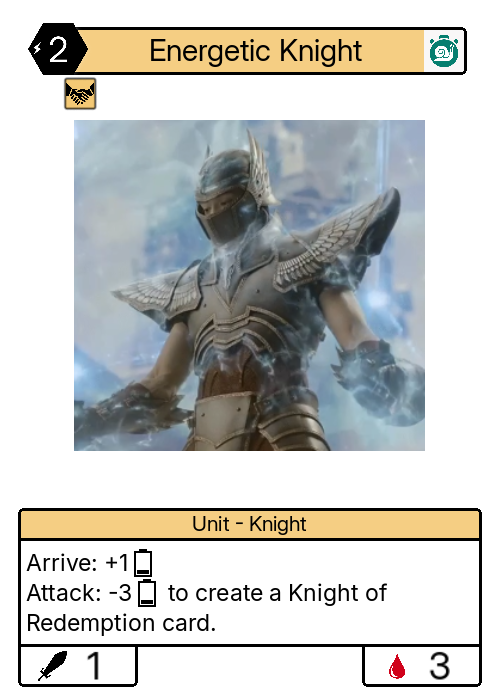 2
Energetic Knight
Unit - Knight
Arrive: +1
Attack: -3 to create a Knight of
Redemption card.
1
3